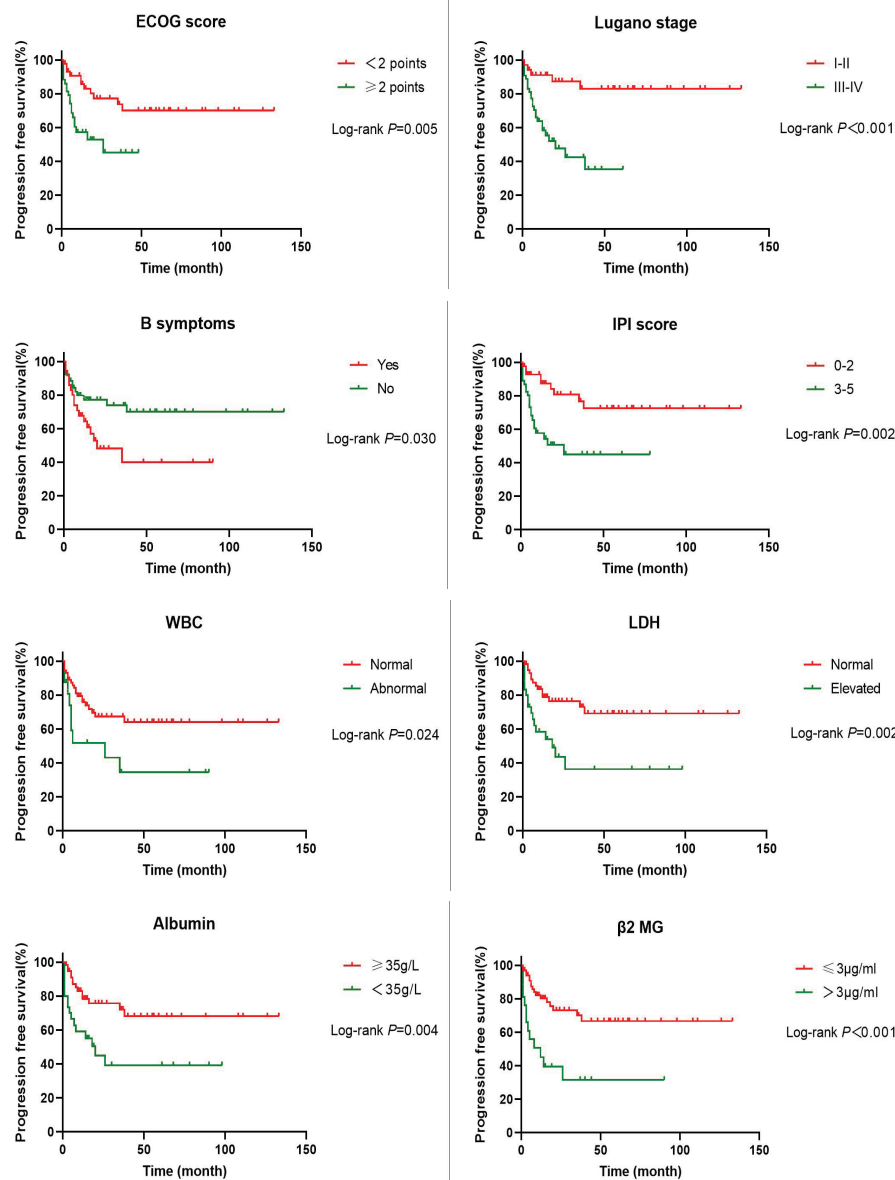 ECOG score
Progression free survival(%)
100
80
60
40
20
0
0 50 100 150
Time (month)
<2 points
≥2 points
Log-rank P=0.005
Lugano stage
Progression free survival(%)
100
80
60
40
20
0
0 50 100 150
Time (month)
I-II
III-IV
Log-rank P<0.001
B symptoms
Progression free survival(%)
100
80
60
40
20
0
0 50 100 150
Time (month)
Yes
No
Log-rank P=0.030
IPI score
Progression free survival(%)
100
80
60
40
20
0
0 50 100 150
Time (month)
0-2
3-5
Log-rank P=0.002
WBC
Progression free survival(%)
100
80
60
40
20
0
0 50 100 150
Time (month)
Normal
Abnormal
Log-rank P=0.024
LDH
Progression free survival(%)
100
80
60
40
20
0
0 50 100 150
Time (month)
Normal
Elevated
Log-rank P=0.002
Albumin
Progression free survival(%)
100
80
60
40
20
0
0 50 100 150
Time (month)
≥35g/L
<35g/L
Log-rank P=0.004
β2 MG
Progression free survival(%)
100
80
60
40
20
0
0 50 100 150
Time (month)
≤3μg/ml
>3μg/ml
Log-rank P<0.001